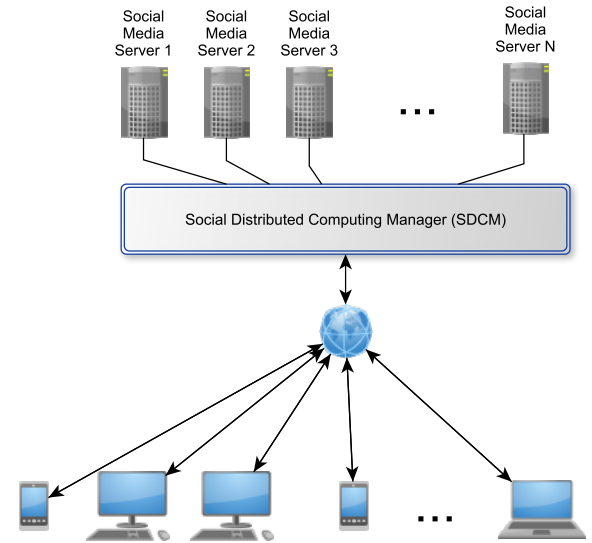 Social
Media
Server 1
Social
Media
Server 2
Social
Media
Server 3
...
Social
Media
Server N
Social Distributed Computing Manager (SDCM)
...